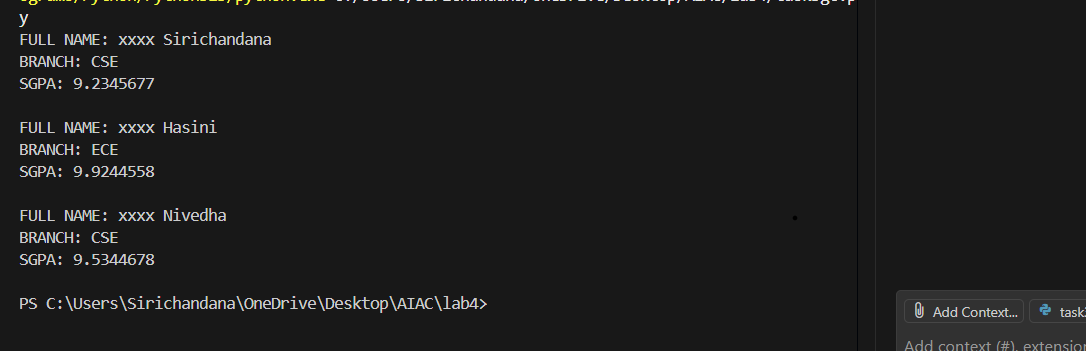 y
FULL NAME: xxxx Sirichandana
BRANCH: CSE
SGPA: 9.2345677
FULL NAME: xxxx Hasini
BRANCH: ECE
SGPA: 9.9244558
FULL NAME: xxxx Nivedha
BRANCH: CSE
SGPA: 9.5344678
PS C:\Users\Sirichandana\OneDrive\Desktop\AIAC\lab4>
Add Context...
Add context (#), extension